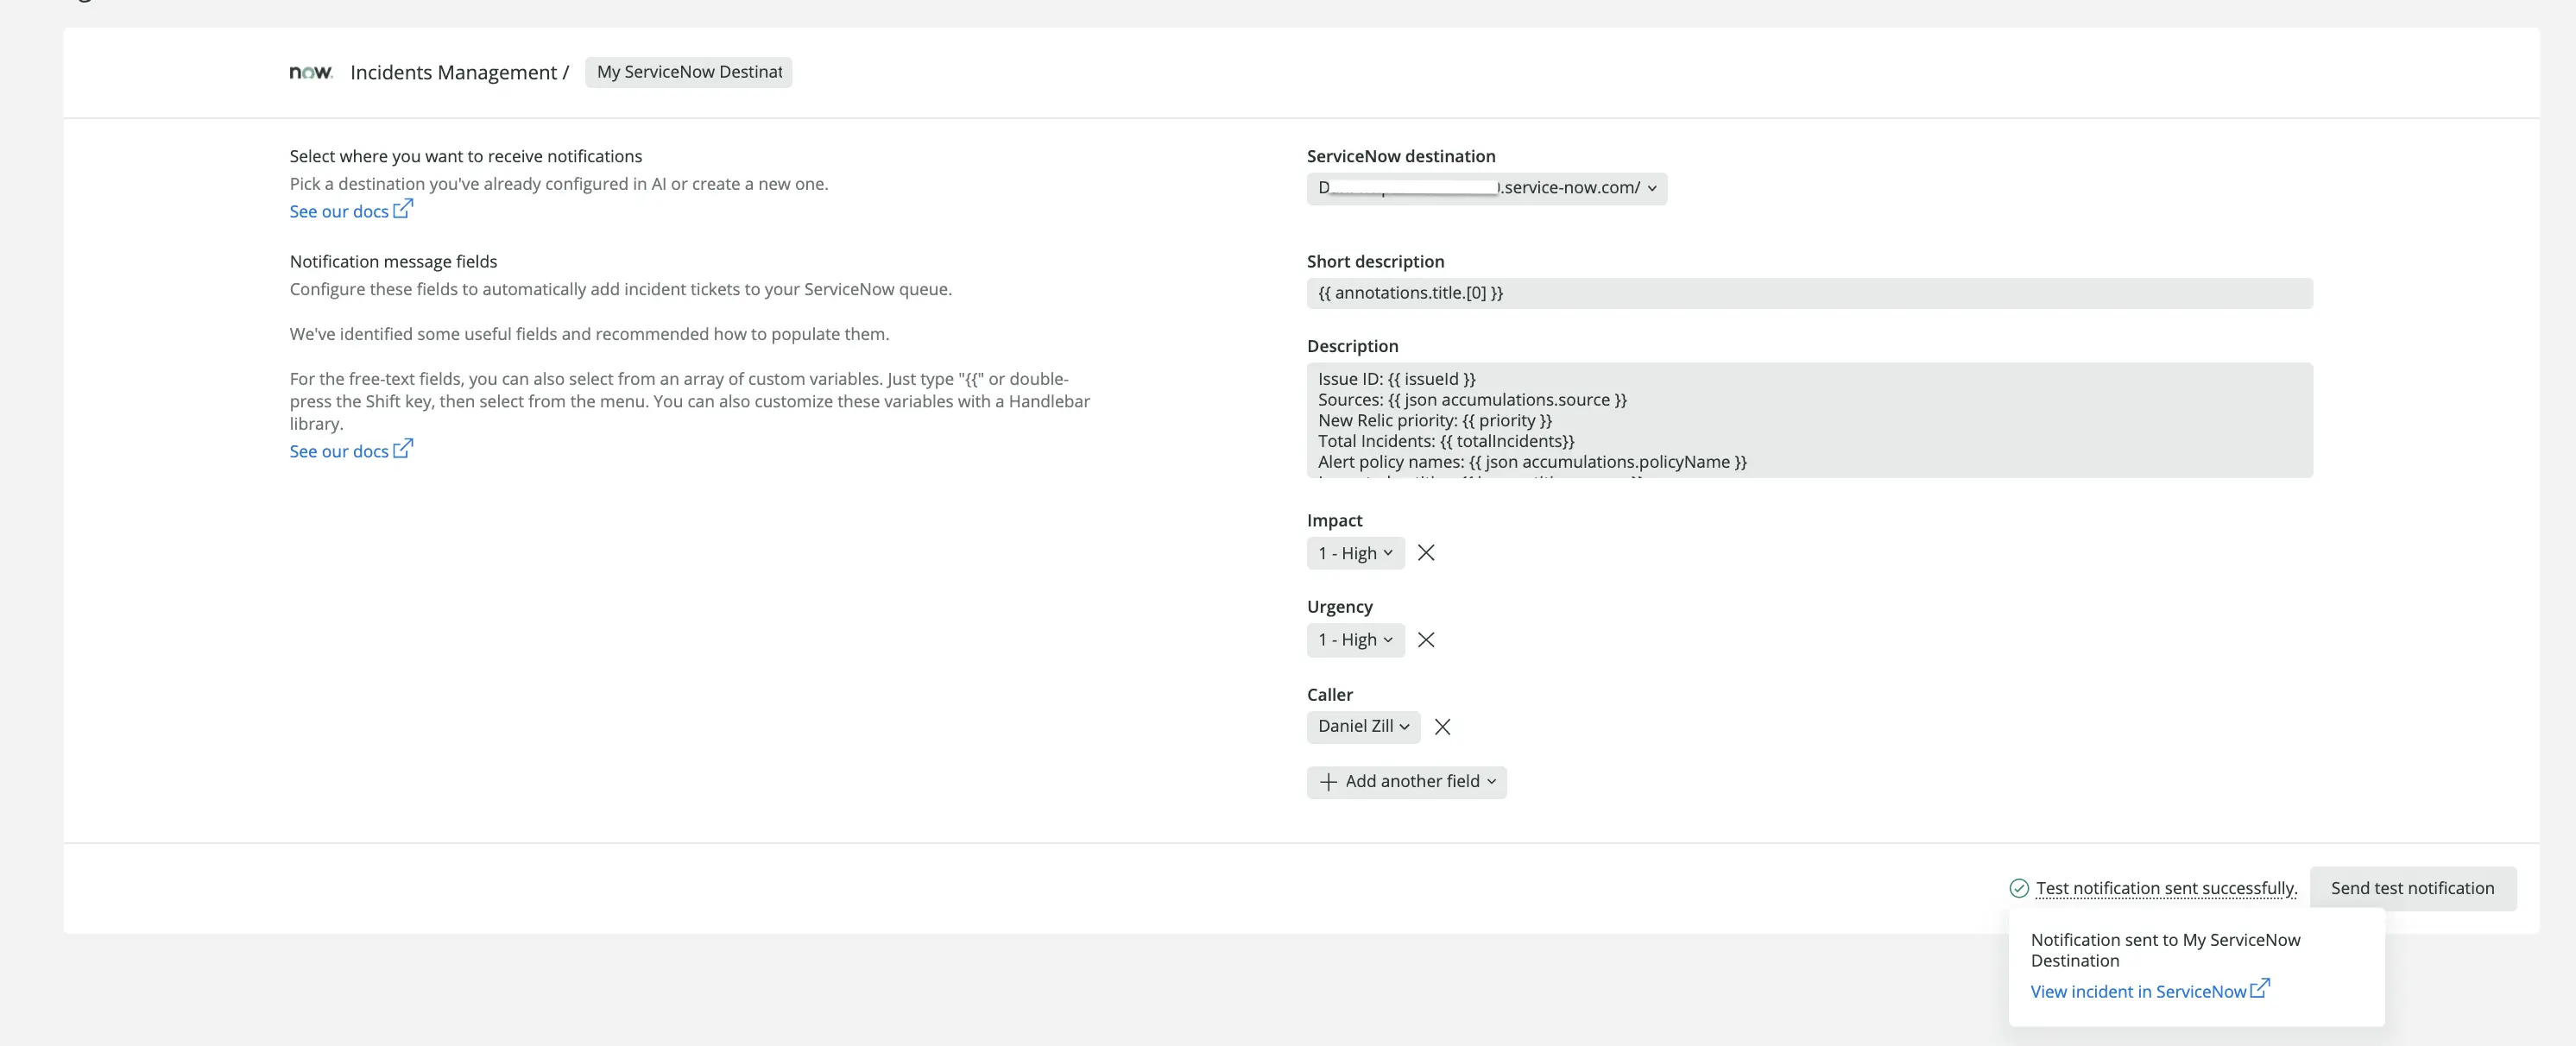 now. Incidents Management / My ServiceNow Destinat
Select where you want to receive notifications
Pick a destination you've already configured in AI or create a new one.
See our docs
Notification message fields
Configure these fields to automatically add incident tickets to your ServiceNow queue.
We've identified some useful fields and recommended how to populate them.
For the free-text fields, you can also select from an array of custom variables. Just type "{{" or double-
press the Shift key, then select from the menu. You can also customize these variables with a Handlebar
library.
See our docs
ServiceNow destination
.service-now.com/
Short description
{{ annotations.title.[0] }}
Description
Issue ID: {{ issueId }}
Sources: {{ json accumulations.source }}
New Relic priority: {{ priority }}
Total Incidents: {{ totalIncidents}}
Alert policy names: {{ json accumulations.policyName }}
Impact
1 - High
Urgency
1 - High
Caller
Daniel Zill
Add another field
Test notification sent successfully.
Send test notification
Notification sent to My ServiceNow
Destination
View incident in ServiceNow